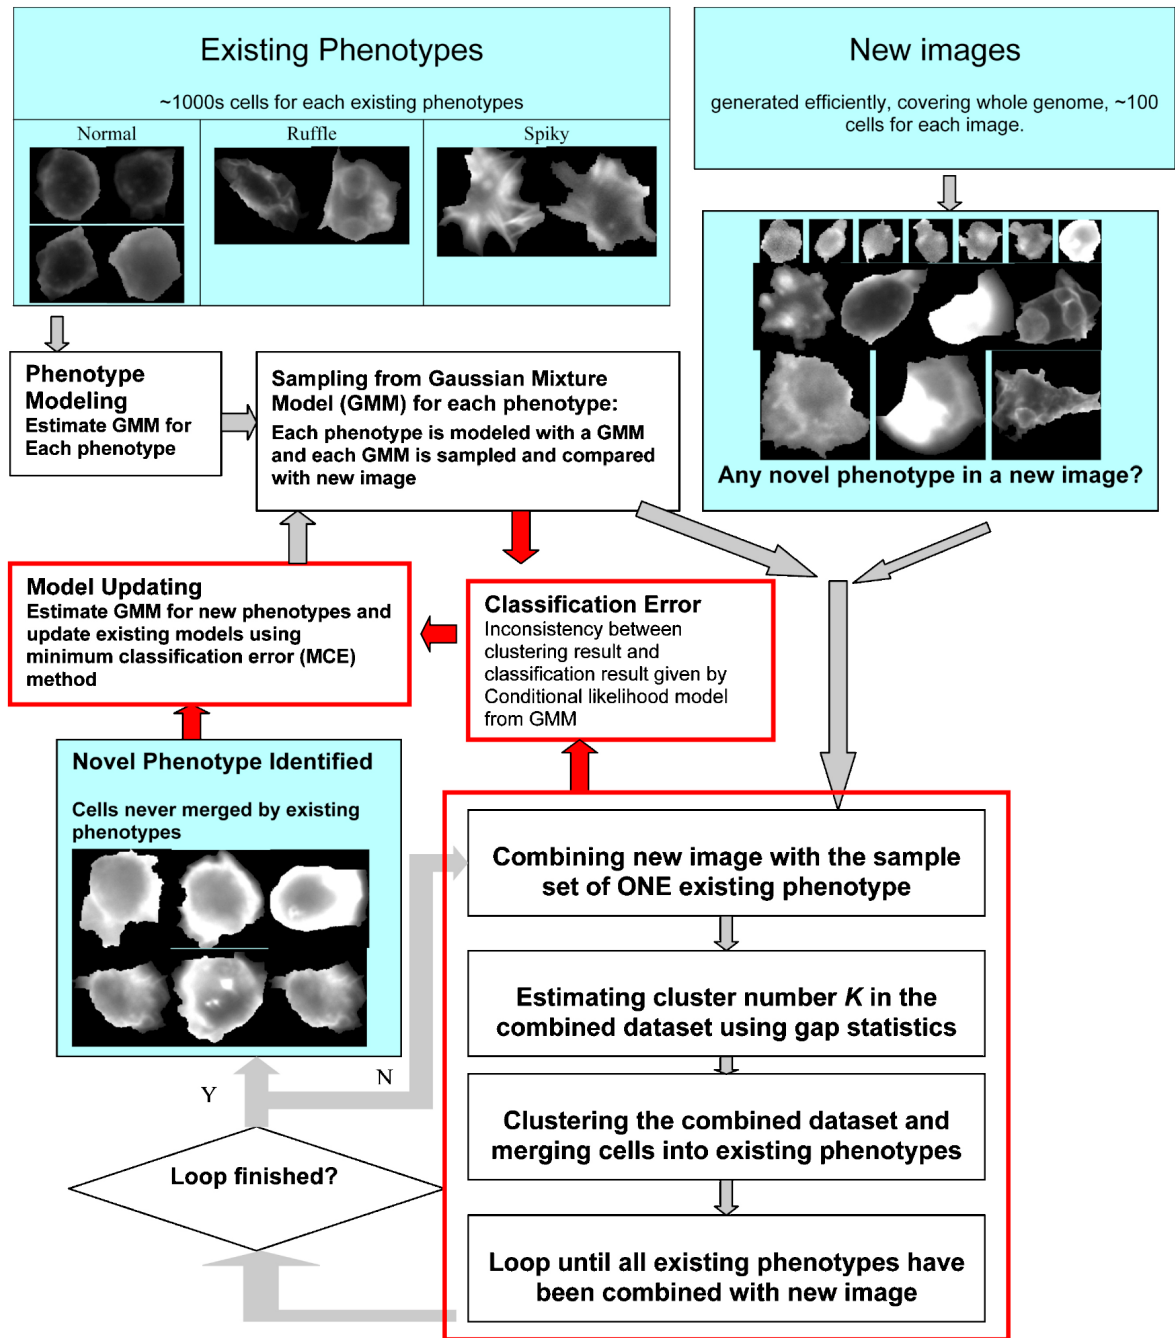 Existing Phenotypes
~1000s cells for each existing phenotypes
Normal
Ruffle
Spiky
New images
generated efficiently, covering whole genome, ~100
cells for each image.
Any novel phenotype in a new image?
Phenotype
Modeling
Estimate GMM for
Each phenotype
Sampling from Gaussian Mixture
Model (GMM) for each phenotype:
Each phenotype is modeled with a GMM
and each GMM is sampled and compared
with new image
Model Updating
Estimate GMM for new phenotypes and
update existing models using
minimum classification error (MCE)
method
Classification Error
Inconsistency between
clustering result and
classification result given by
Conditional likelihood model
from GMM
Novel Phenotype Identified
Cells never merged by existing
phenotypes
Combining new image with the sample
set of ONE existing phenotype
Estimating cluster number K in the
combined dataset using gap statistics
Clustering the combined dataset and
merging cells into existing phenotypes
Loop until all existing phenotypes have
been combined with new image
Y
N
Loop finished?